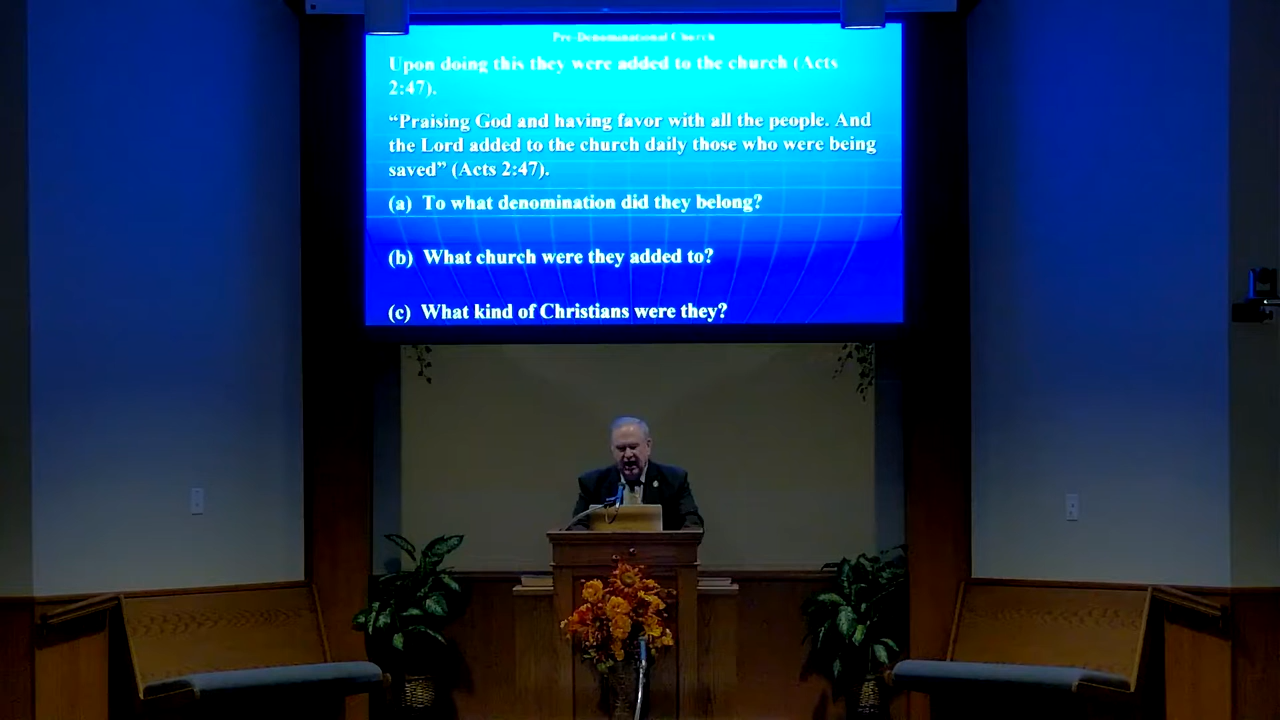 Pre-Denominational Church
Upon doing this they were added to the church (Acts
2:47).
“Praising God and having favor with all the people. And
the Lord added to the church daily those who were being
saved” (Acts 2:47).
(a) To what denomination did they belong?
(b) What church were they added to?
(c) What kind of Christians were they?